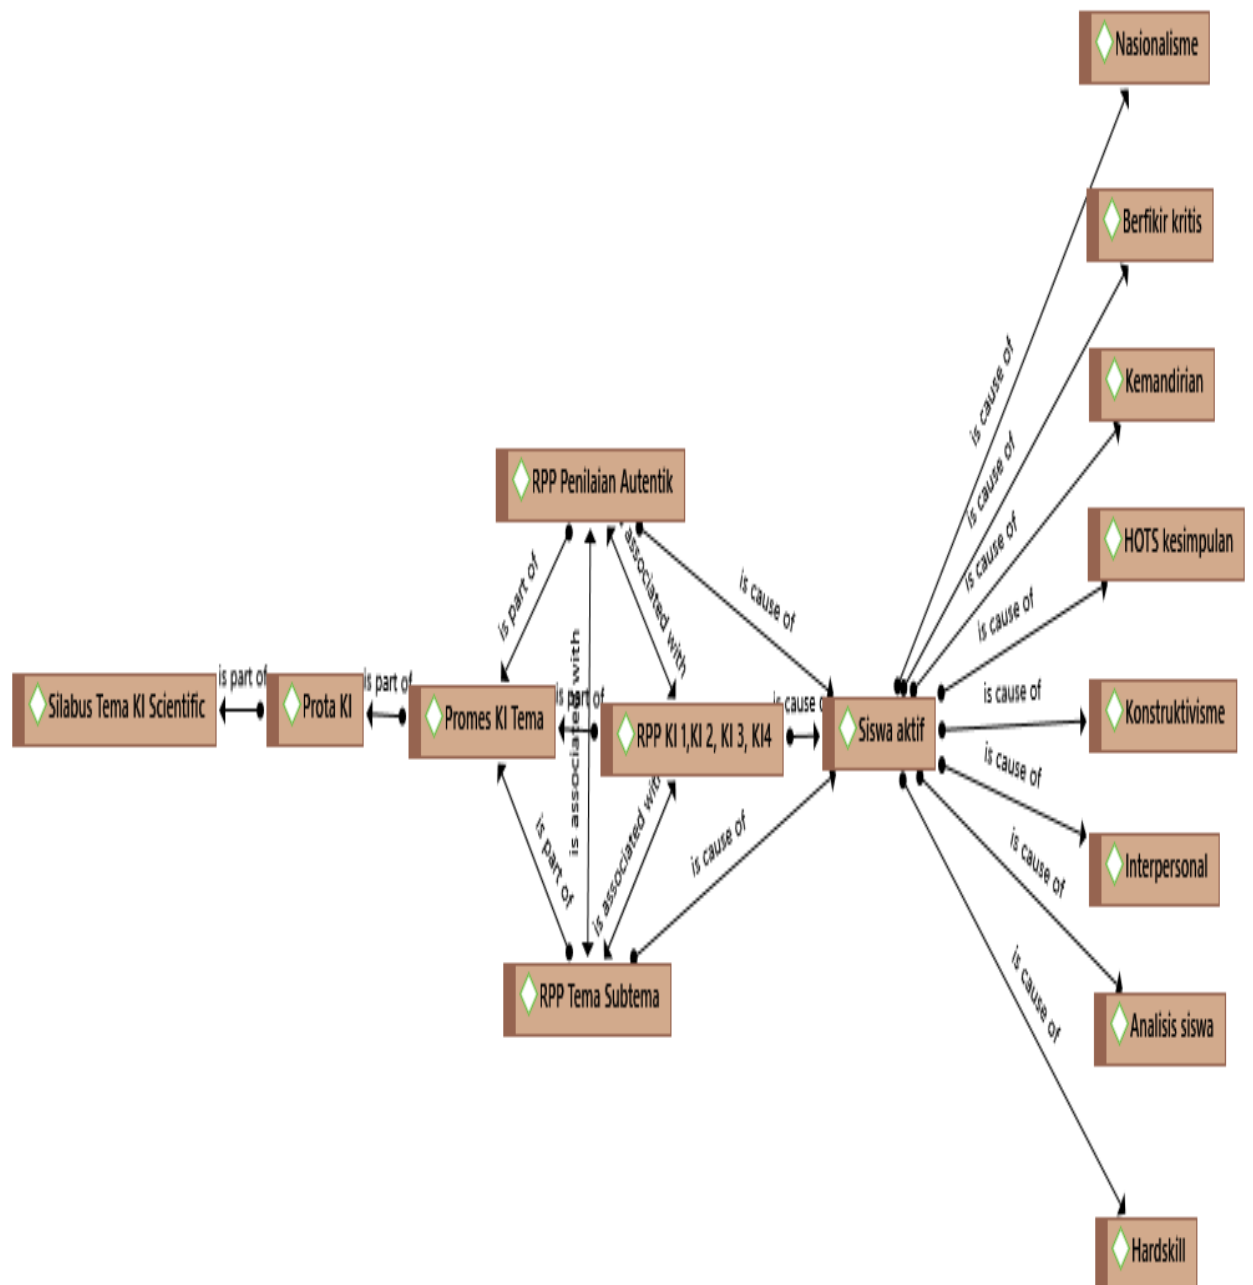 Nasionalisme
Berfikir kritis
is cause of
Kemandirian
is cause of
RPP Penilaian Autentik
HOTS kesimpulan
is cause of
is part of
associated with
is cause of
is cause of
Silabus Tema KI Scientific
is part of
Prota KI
is part of
Promes KI Tema
is part of
is associated with
RPP KI 1,KI 2, KI 3, KI4
is cause
Siswa aktif
is cause of
Konstruktivisme
is cause of
Interpersonal
is part of
is associated with
is cause of
is cause of
RPP Tema Subtema
is cause of
Analisis siswa
Hardskill